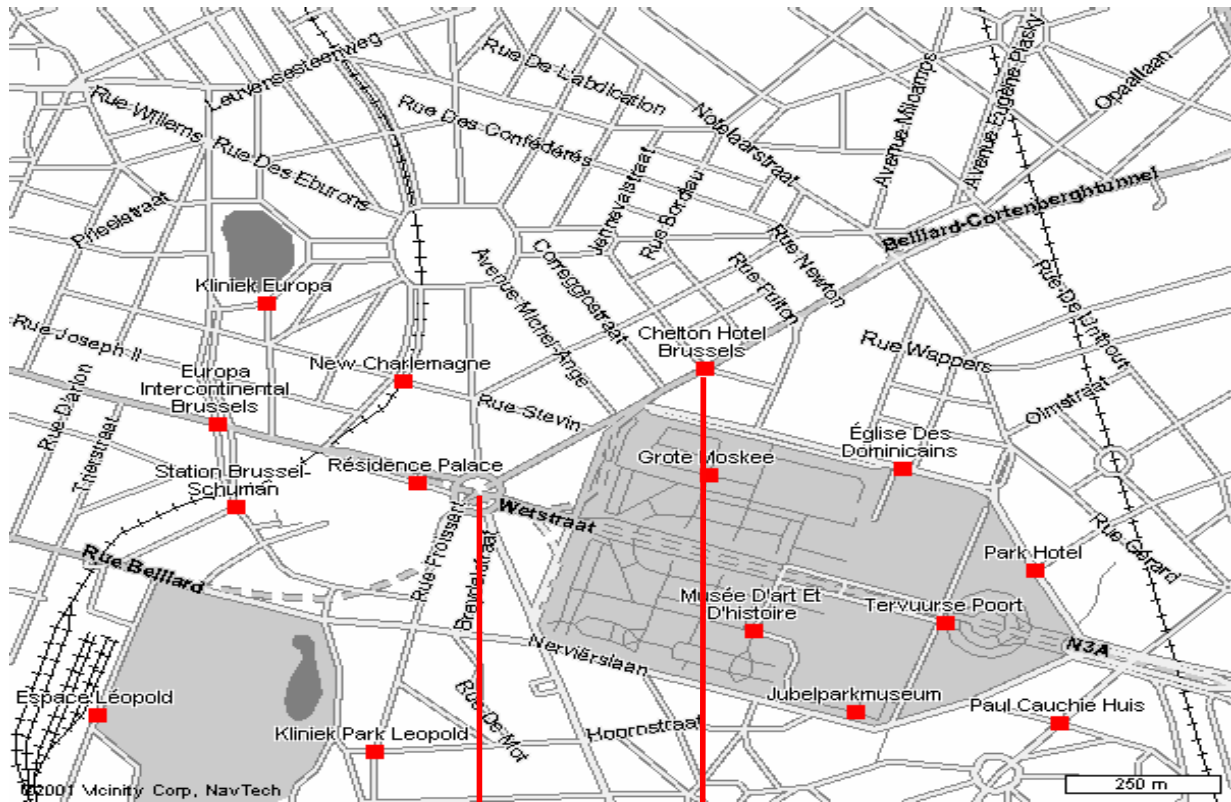 Leuvensesteenweg
Rue De L'abdication
Avenue Milcamps
Avenue Eugène Plasky
Opaallaan
Rue Willems
Rue Des Eburons
Rue Des Confédérés
Notelaarstraat
Jennevalstraat
Rue Bordiau
Belliard-Cortenberghtunnel
Rue Newton
Rue Fulton
Correggiostraat
Avenue Michel-Ange
Rue De Linthout
Kliniek Europa
Rue Joseph II
New Charlemagne
Chelton Hotel
Brussels
Rue Wappers
Europa
Intercontinental
Brussels
Rue D'arlon
Trierstraat
Rue Stevin
Olmstraat
Église Des
Dominicains
Station Brussel-
Schuman
Résidence Palace
Grote Moskee
Wetstraat
Rue Gérard
Park Hotel
Rue Belliard
Rue Froissart
Breydelstraat
Musée D'art Et
D'histoire
Tervuurse Poort
N3A
Nerviërslaan
Espace Léopold
Rue De Mot
Jubelparkmuseum
Paul Cauchie Huis
Kliniek Park Leopold
Hoornstraat
©2001 Vicinity Corp, NavTech
250 m